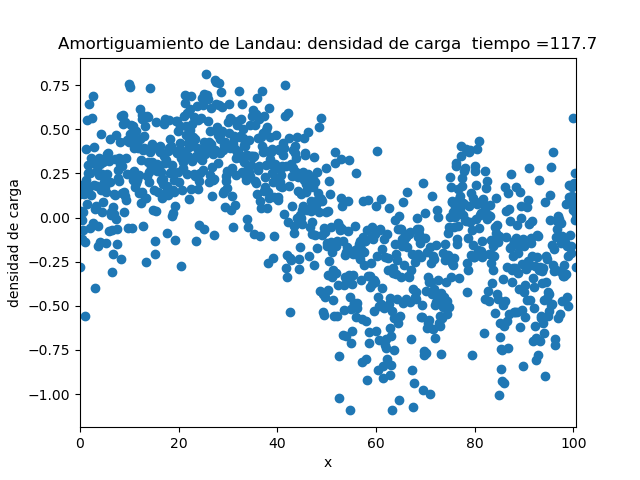 Amortiguamiento de Landau: densidad de carga  tiempo =117.7
densidad de carga
0.75
0.50
0.25
0.00
−0.25
−0.50
−0.75
−1.00
0 20 40 60 80 100
x